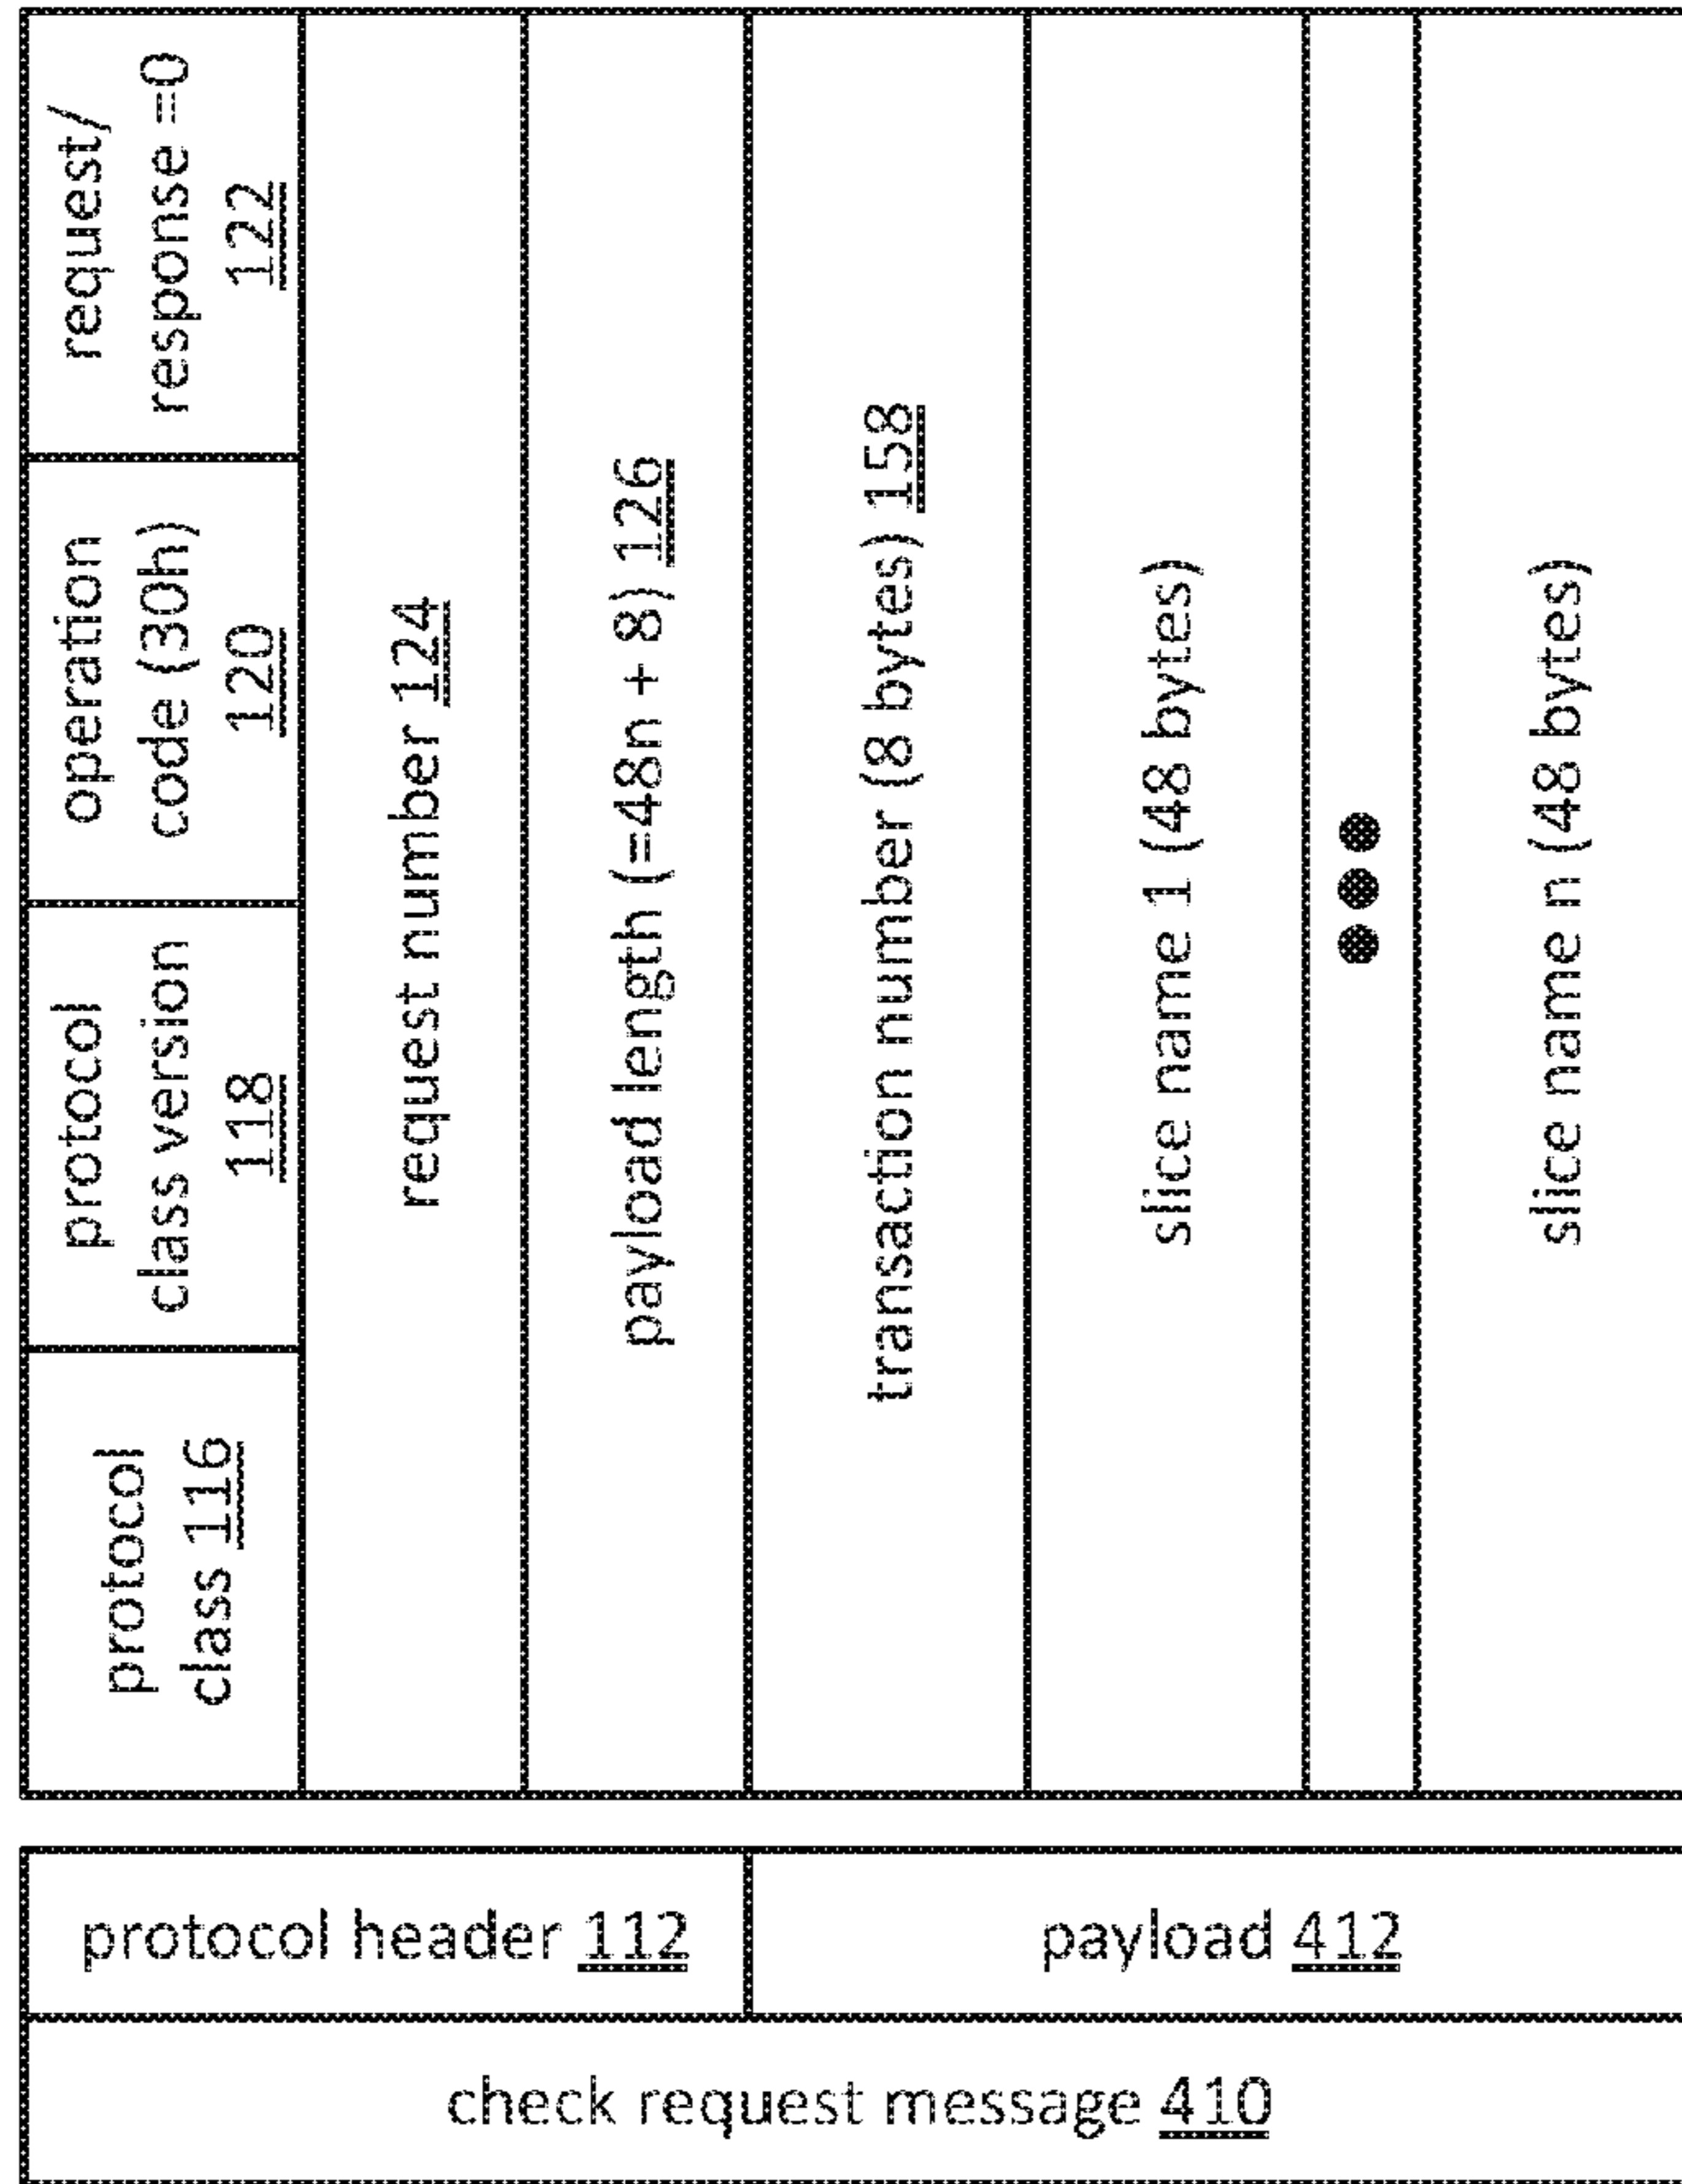 protocol
class 116
protocol
class version
118
operation
code (30h)
120
request/
response =0
122
request number 124
payload length (=48n + 8) 126
transaction number (8 bytes) 158
slice name 1 (48 bytes)
●●●
slice name n (48 bytes)
protocol header 112
payload 412
check request message 410